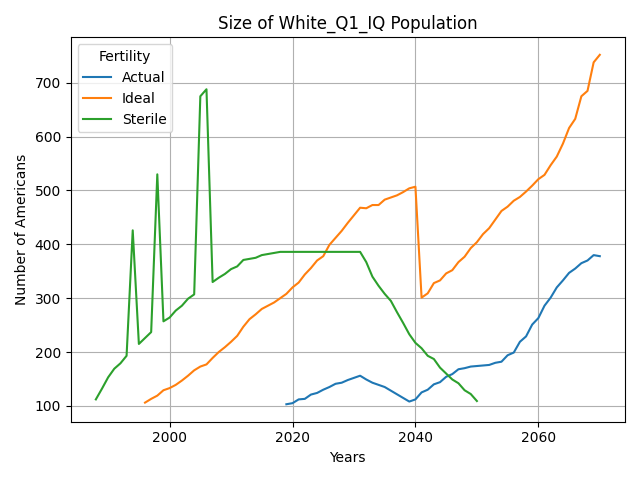 Size of White_Q1_IQ Population
Fertility
Actual
Ideal
Sterile
Number of Americans
700
600
500
400
300
200
100
2000
2020
2040
2060
Years